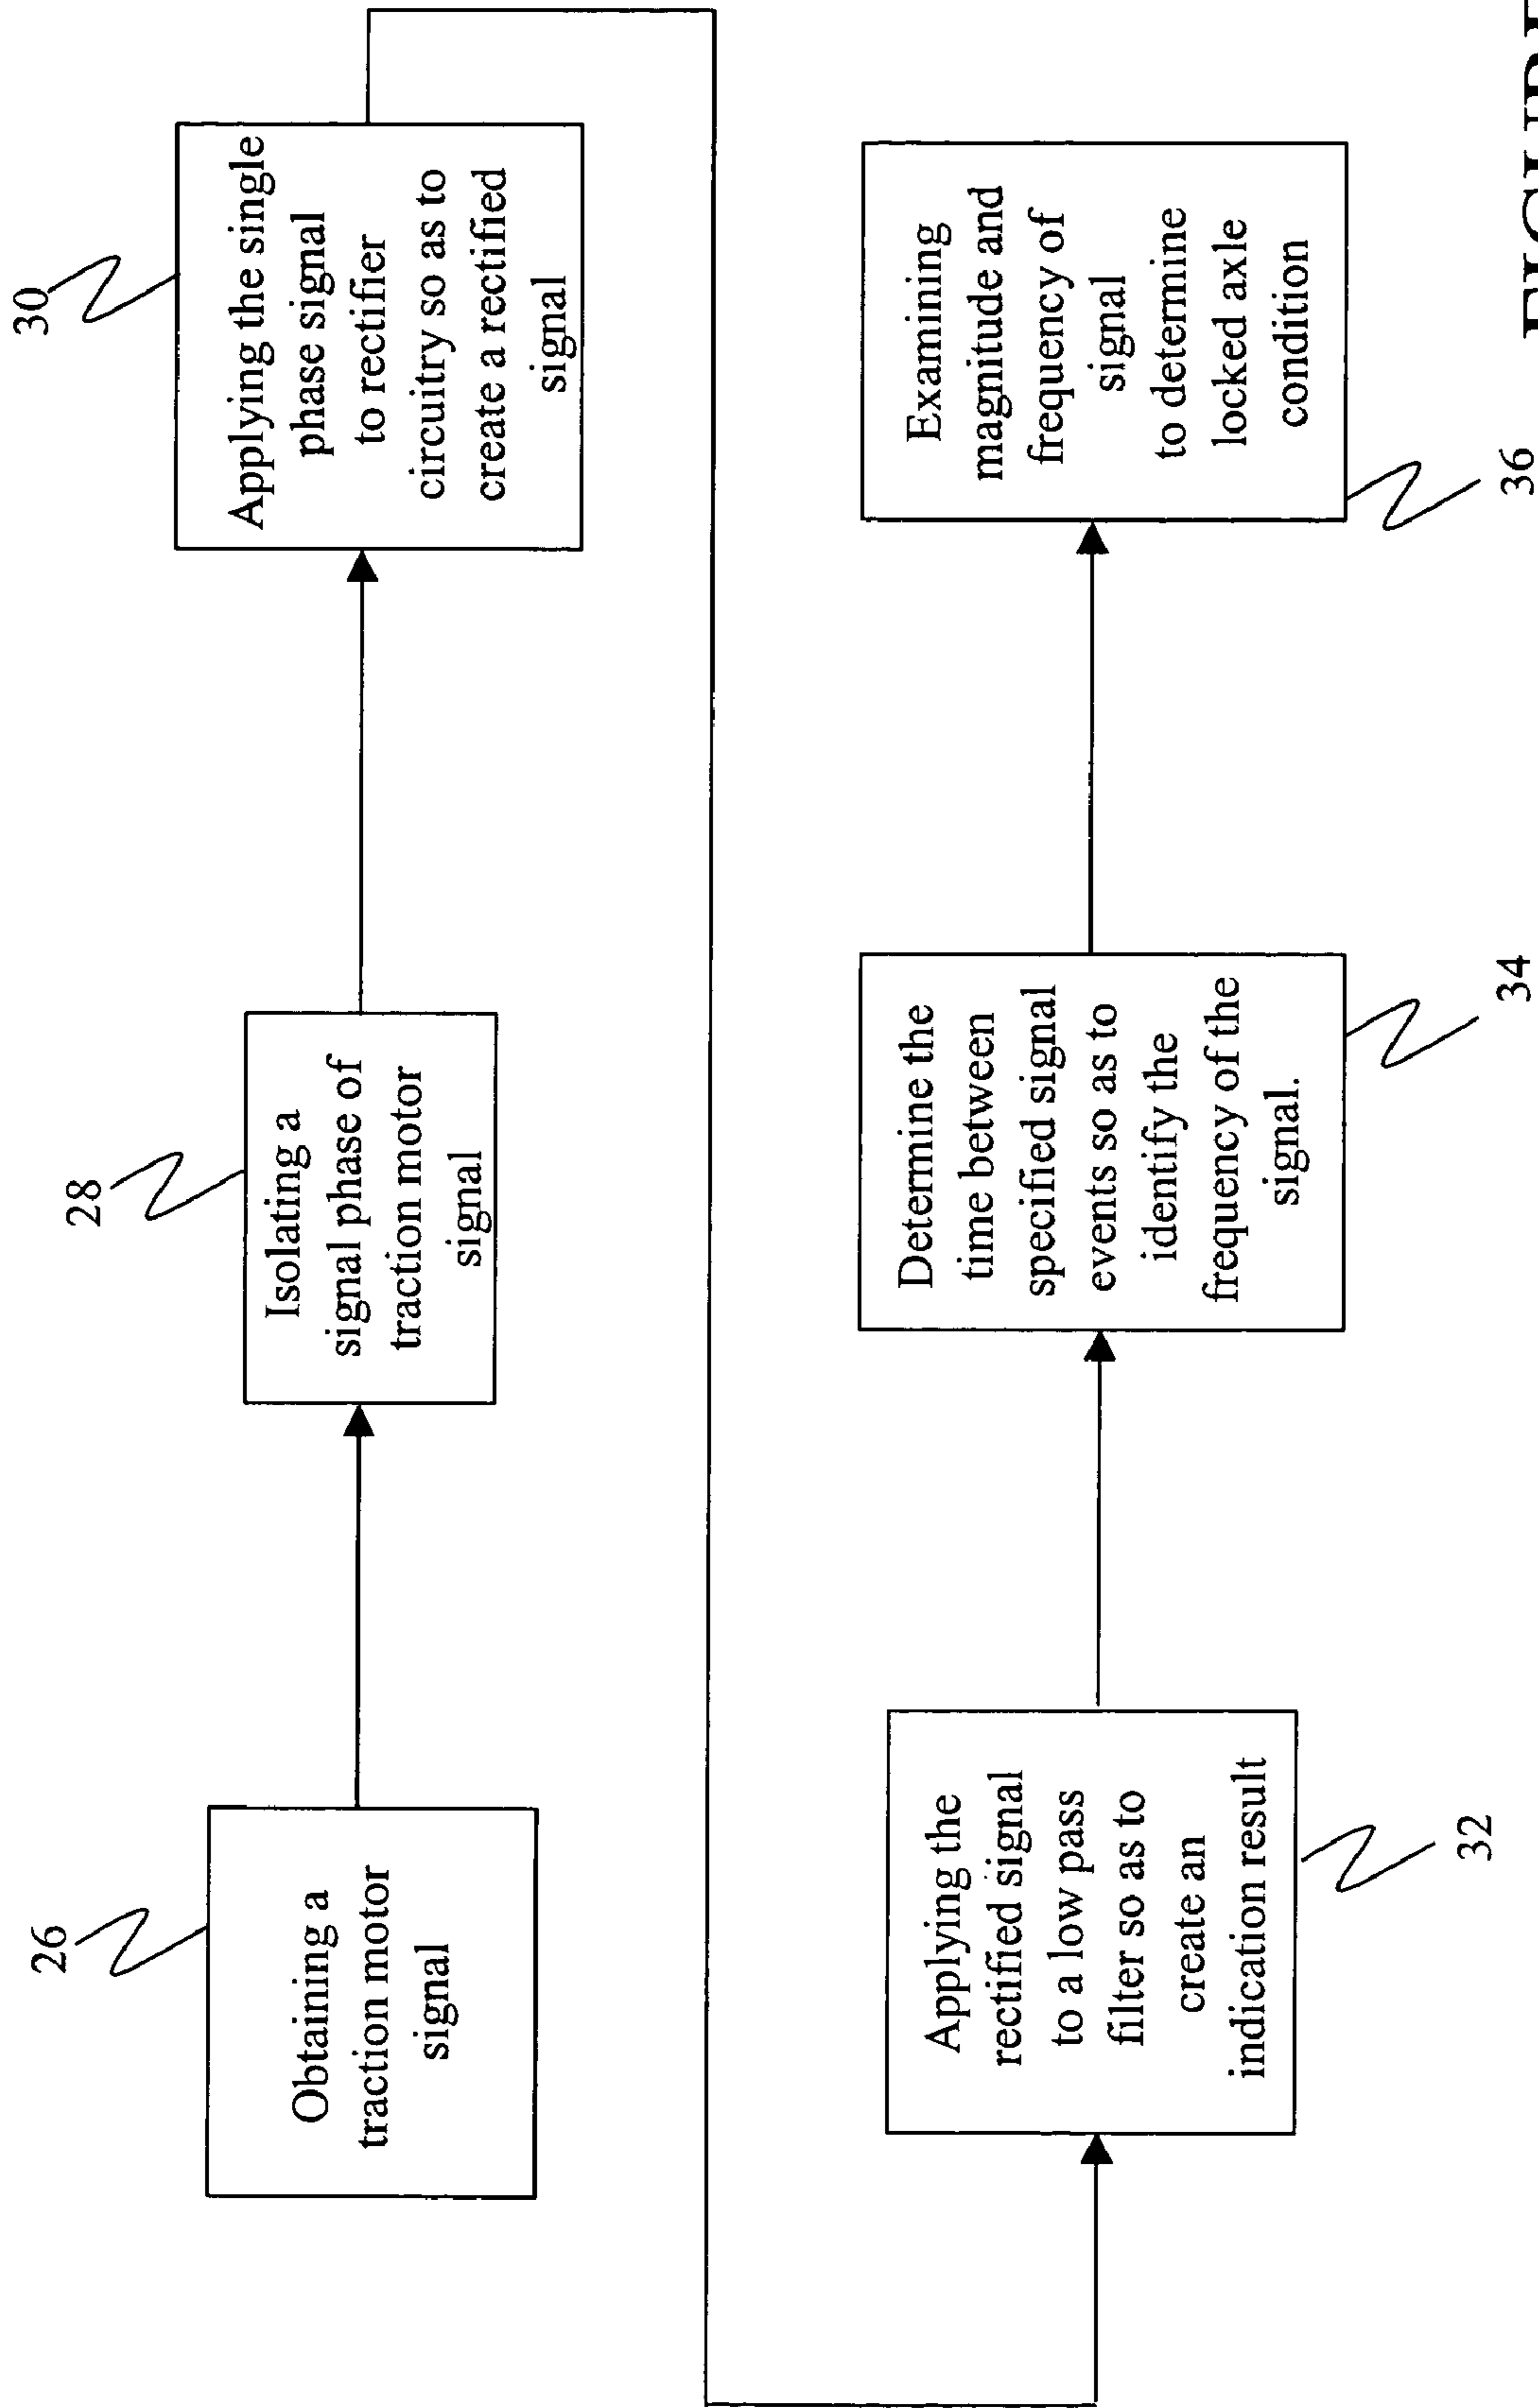 26
Obtaining a
traction motor
signal
28
Isolating a
signal phase of
traction motor
signal
30
Applying the single
phase signal
to rectifier
circuitry so as to
create a rectified
signal
Applying the
rectified signal
to a low pass
filter so as to
create an
indication result
32
Determine the
time between
specified signal
events so as to
identify the
frequency of the
signal.
34
Examining
magnitude and
frequency of
signal
to determine
locked axle
condition
36
FIGURE